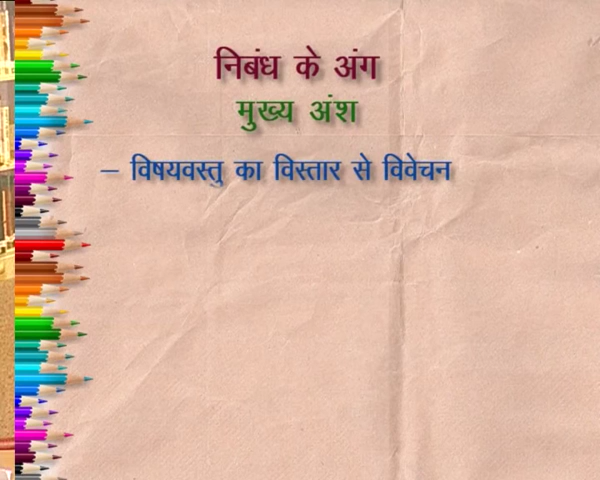 निबंध के अंग
मुख्य अंश
– विषयवस्तु का विस्तार से विवेचन